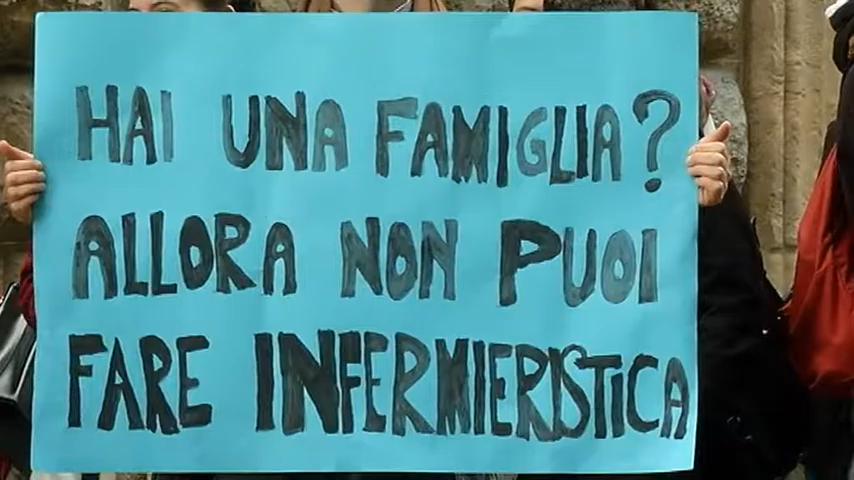 HAI UNA FAMIGLIA?
ALLORA NON PUOI
FARE INFERMIERISTICA